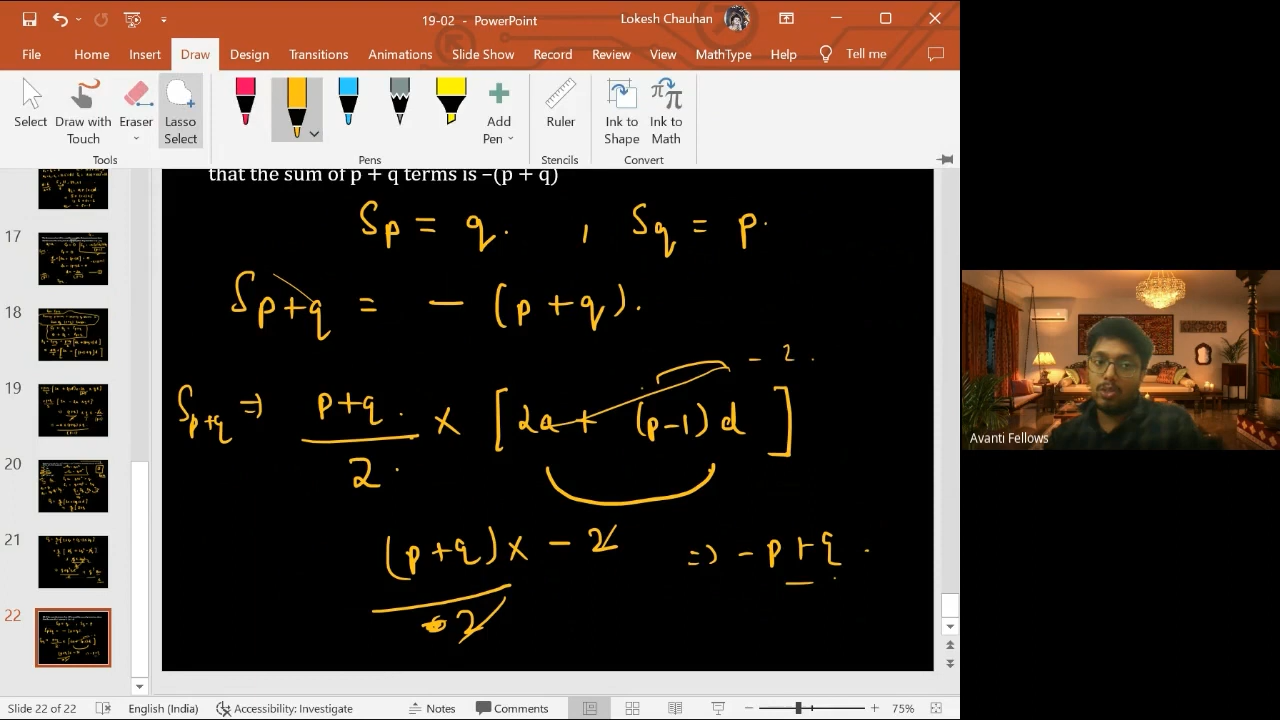 19-02 - PowerPoint
Lokesh Chauhan
File Home Insert Draw Design Transitions Animations Slide Show Record Review View MathType Help Tell me
Select
Draw with Touch
Eraser
Lasso Select
Add Pen
Ruler
Ink to Shape
Ink to Math
Tools
Pens
Stencils
Convert
17
18
19
20
21
22
that the sum of p + q terms is –(p + q)
Sp = q. , Sq = p.
Sp+q = – (p + q).
– 2.
Sp+q ⇒ p+q. / 2. × [2a + (p-1) d]
(p+q) × – 2 / 2 ⇒ – p + q.
Avanti Fellows
Slide 22 of 22 English (India) Accessibility: Investigate Notes Comments 75%